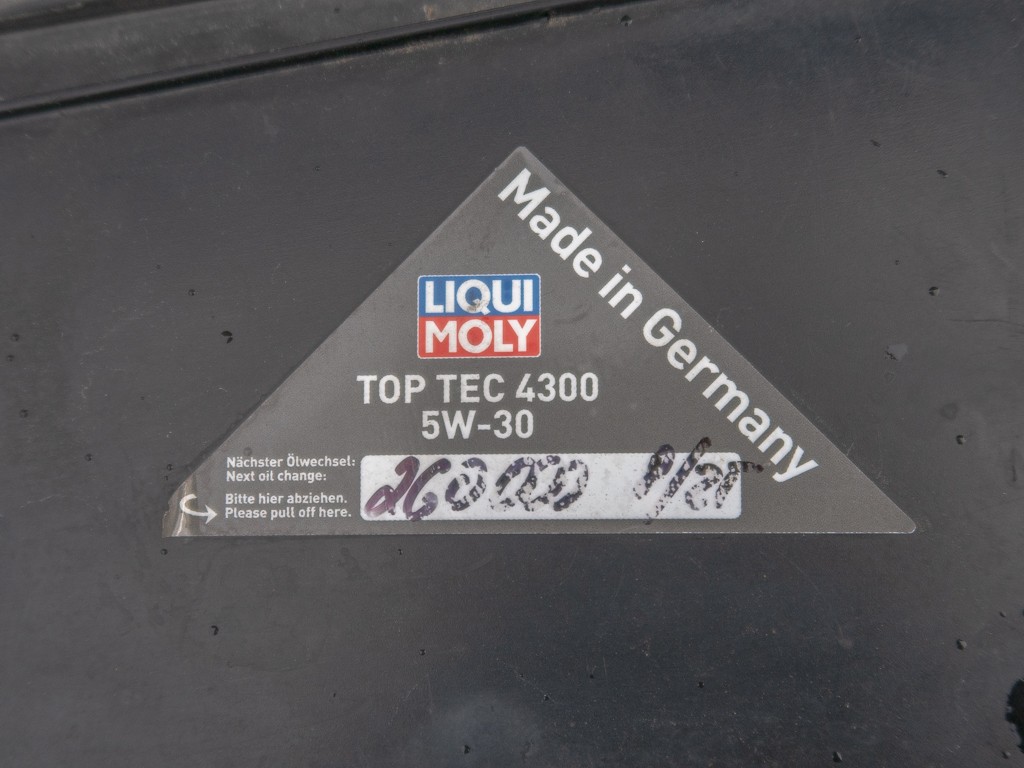 Made in Germany
LIQUI
MOLY
TOP TEC 4300
5W-30
Nächster Ölwechsel:
Next oil change:
Bitte hier abziehen.
Please pull off here.